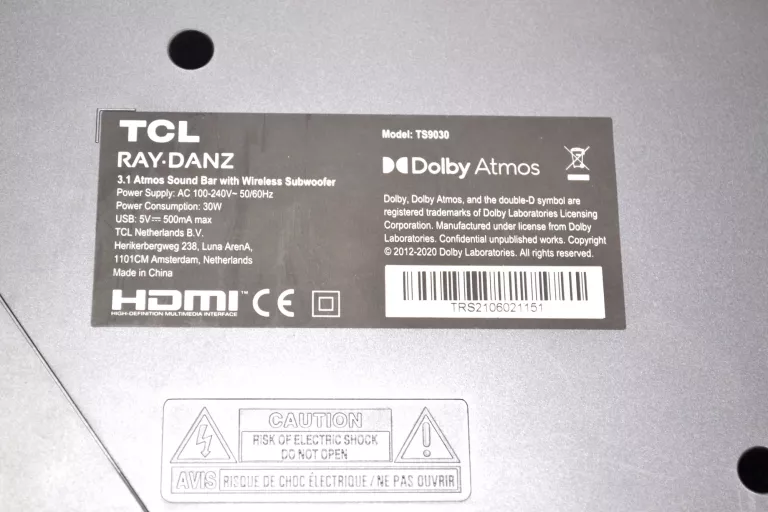 TCL
RAY·DANZ
3.1 Atmos Sound Bar with Wireless Subwoofer
Power Supply: AC 100-240V~ 50/60Hz
Power Consumption: 30W
USB: 5V⎓ 500mA max
TCL Netherlands B.V.
Herikerbergweg 238, Luna ArenA,
1101CM Amsterdam, Netherlands
Made in China
HDMI™ CE
HIGH-DEFINITION MULTIMEDIA INTERFACE
Model: TS9030
Dolby Atmos
Dolby, Dolby Atmos, and the double-D symbol are
registered trademarks of Dolby Laboratories Licensing
Corporation. Manufactured under license from Dolby
Laboratories. Confidential unpublished works. Copyright
© 2012-2020 Dolby Laboratories. All rights reserved.
TRS2106021151
CAUTION
RISK OF ELECTRIC SHOCK
DO NOT OPEN
AVIS RISQUE DE CHOC ÉLECTRIQUE / NE PAS OUVRIR